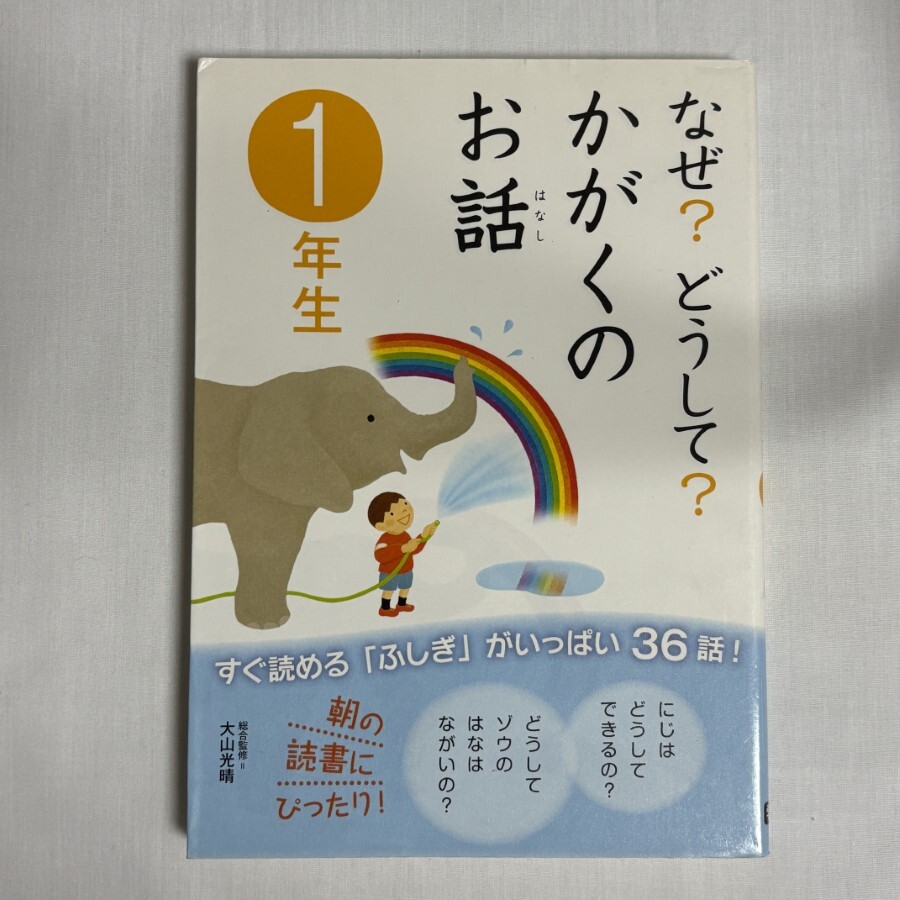 なぜ？どうして？
かがくの
お話
はなし
1
年生
すぐ読める「ふしぎ」がいっぱい36話！
にじは
どうして
できるの？
どうして
ゾウの
はなは
ながいの？
朝の
読書に
ぴったり！
総合監修＝
大山光晴